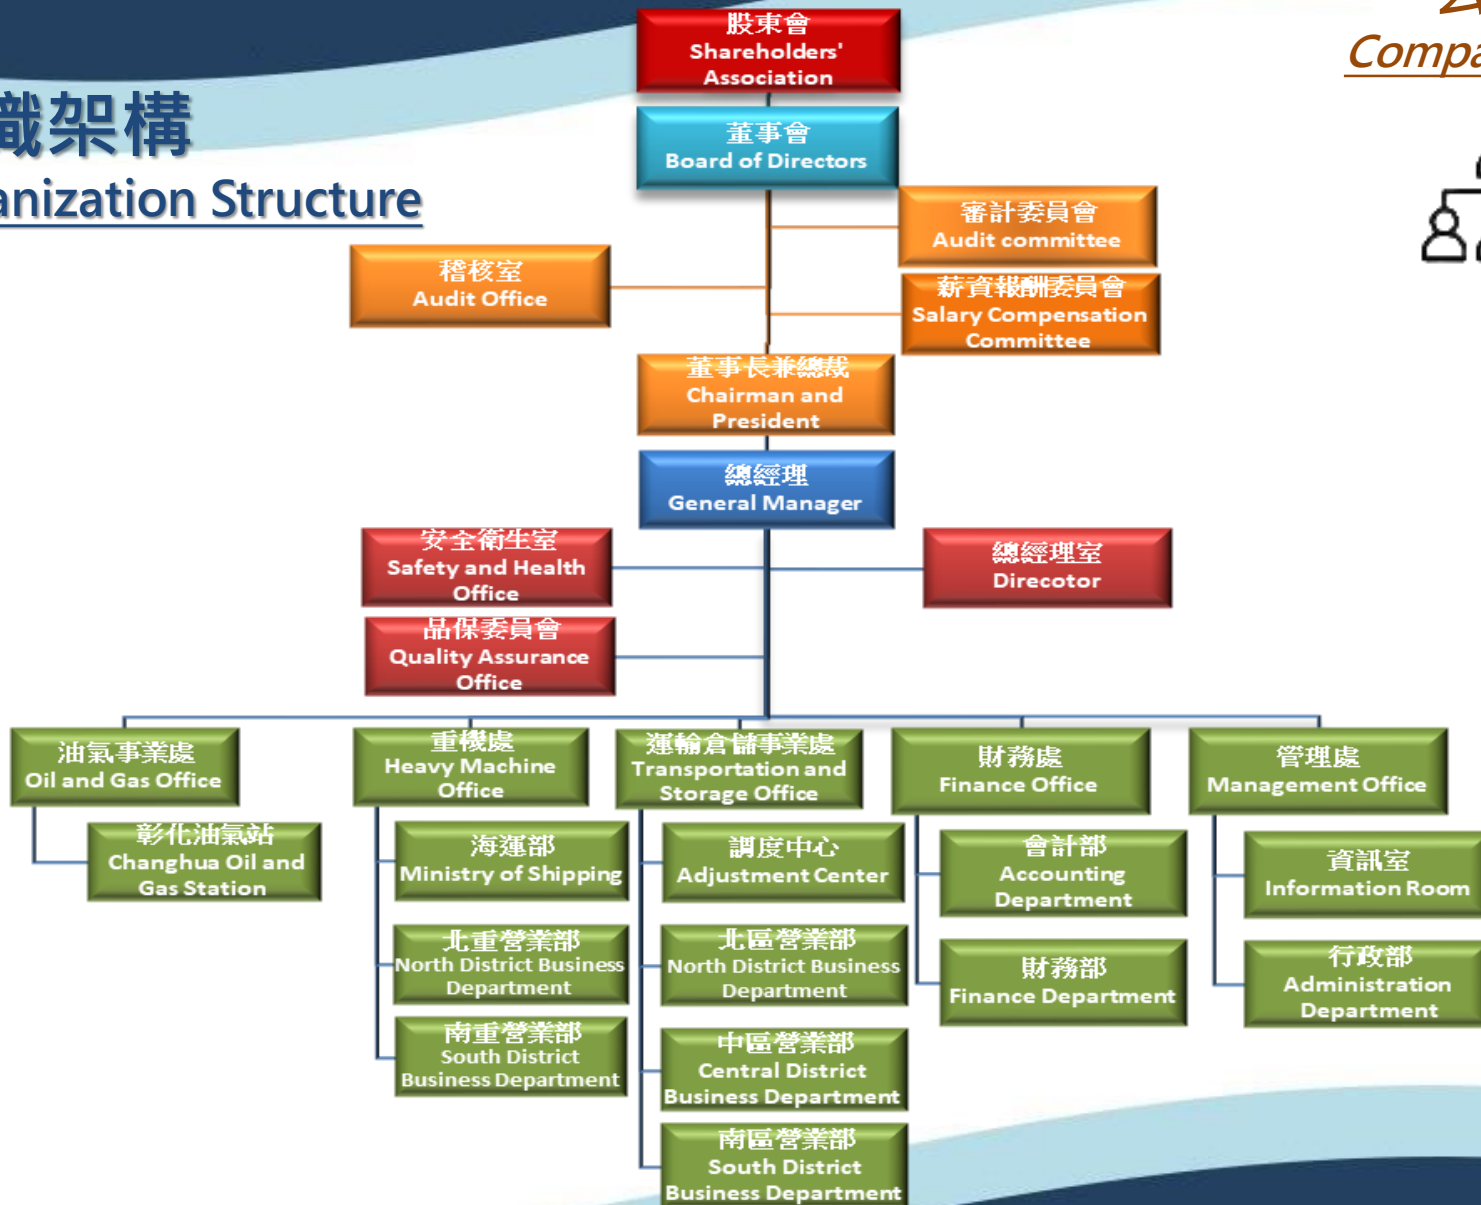 織架構
anization Structure
Compa
股東會
Shareholders'
Association
董事會
Board of Directors
審計委員會
Audit committee
稽核室
Audit Office
薪資報酬委員會
Salary Compensation
Committee
董事長兼總裁
Chairman and
President
總經理
General Manager
安全衛生室
Safety and Health
Office
總經理室
Direcotor
品保委員會
Quality Assurance
Office
油氣事業處
Oil and Gas Office
重機處
Heavy Machine
Office
運輸倉儲事業處
Transportation and
Storage Office
財務處
Finance Office
管理處
Management Office
彰化油氣站
Changhua Oil and
Gas Station
海運部
Ministry of Shipping
調度中心
Adjustment Center
會計部
Accounting
Department
資訊室
Information Room
北重營業部
North District Business
Department
北區營業部
North District Business
Department
財務部
Finance Department
行政部
Administration
Department
南重營業部
South District
Business Department
中區營業部
Central District
Business Department
南區營業部
South District
Business Department